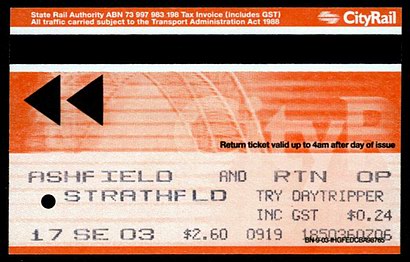 State Rail Authority ABN 73 997 983 198 Tax Invoice (includes GST)
All traffic carried subject to the Transport Administration Act 1988
CityRail
Return ticket valid up to 4am after day of issue
ASHFIELD AND RTN OP
STRATHFLD TRY DAYTRIPPER
INC GST $0.24
17 SE 03 $2.60 0919 1850360206